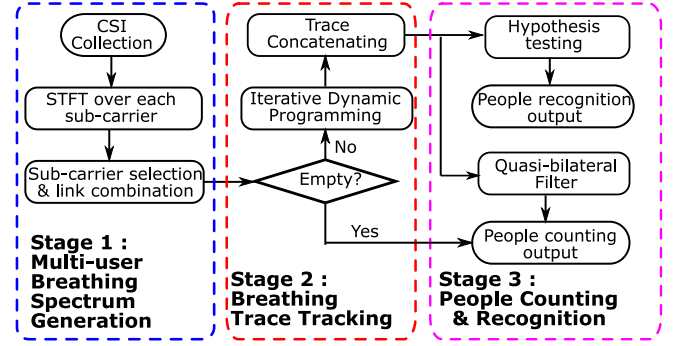 CSI
Collection
STFT over each
sub-carrier
Sub-carrier selection
& link combination
Stage 1 :
Multi-user
Breathing
Spectrum
Generation
Trace
Concatenating
Iterative Dynamic
Programming
No
Empty?
Yes
Stage 2 :
Breathing
Trace Tracking
Hypothesis
testing
People recognition
output
Quasi-bilateral
Filter
People counting
output
Stage 3 :
People Counting
& Recognition